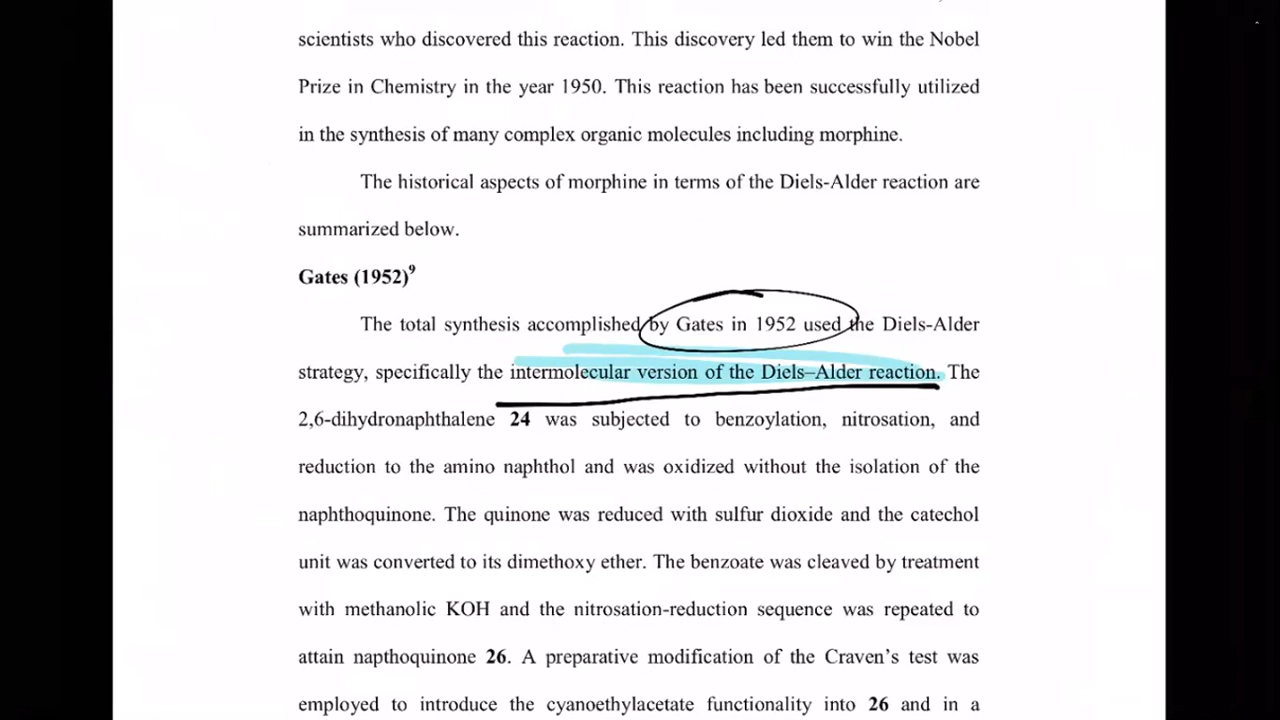 scientists who discovered this reaction. This discovery led them to win the Nobel
Prize in Chemistry in the year 1950. This reaction has been successfully utilized
in the synthesis of many complex organic molecules including morphine.
The historical aspects of morphine in terms of the Diels-Alder reaction are
summarized below.
Gates (1952)⁹
The total synthesis accomplished by Gates in 1952 used the Diels-Alder
strategy, specifically the intermolecular version of the Diels–Alder reaction. The
2,6-dihydronaphthalene 24 was subjected to benzoylation, nitrosation, and
reduction to the amino naphthol and was oxidized without the isolation of the
naphthoquinone. The quinone was reduced with sulfur dioxide and the catechol
unit was converted to its dimethoxy ether. The benzoate was cleaved by treatment
with methanolic KOH and the nitrosation-reduction sequence was repeated to
attain napthoquinone 26. A preparative modification of the Craven's test was
employed to introduce the cyanoethylacetate functionality into 26 and in a